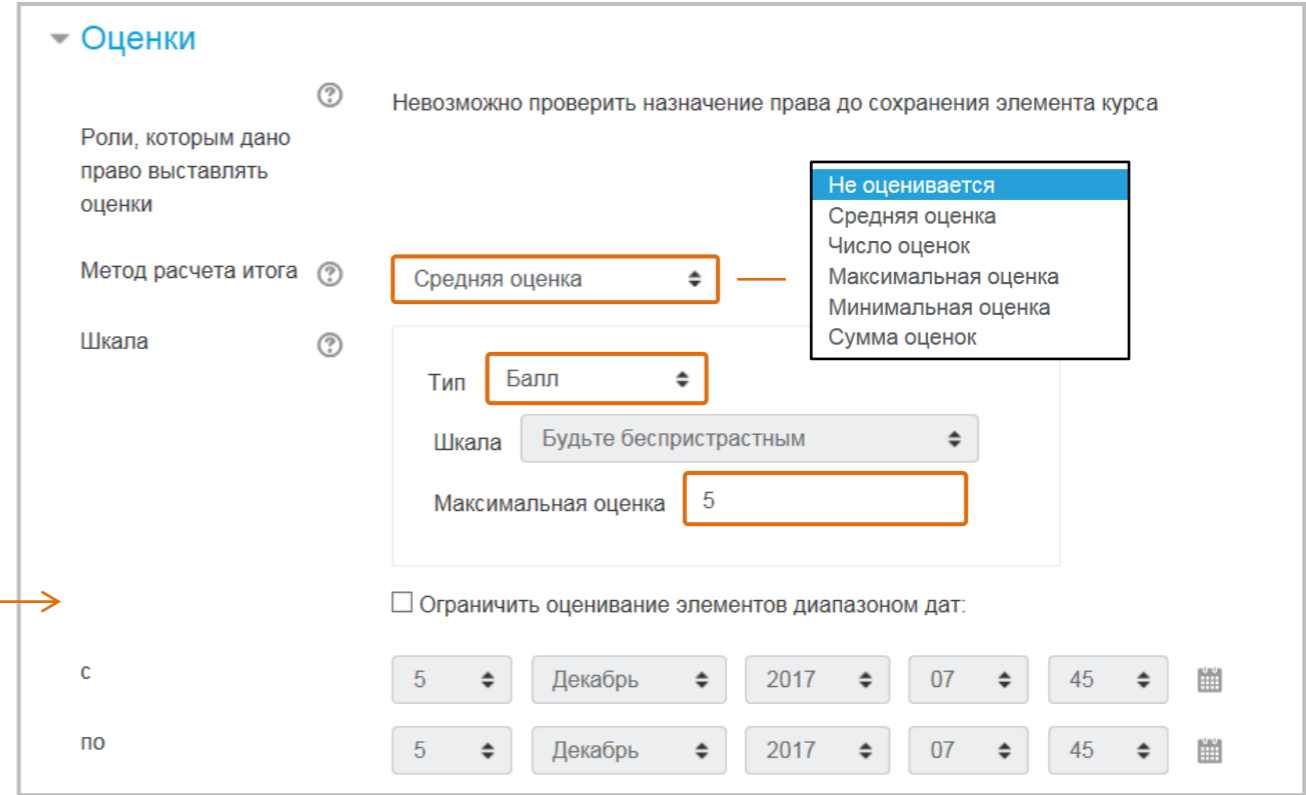 Оценки
Невозможно проверить назначение права до сохранения элемента курса
Роли, которым дано
право выставлять
оценки
Не оценивается
Средняя оценка
Число оценок
Максимальная оценка
Минимальная оценка
Сумма оценок
Метод расчета итога
Средняя оценка
Шкала
Тип Балл
Шкала Будьте беспристрастным
Максимальная оценка 5
Ограничить оценивание элементов диапазоном дат:
с 5 Декабрь 2017 07 45
по 5 Декабрь 2017 07 45